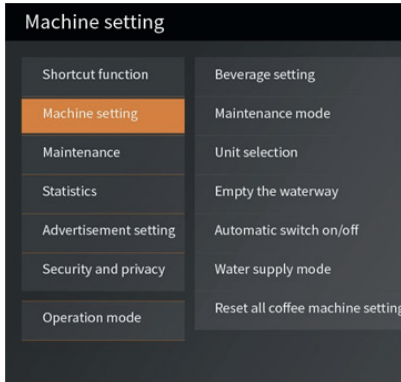 Machine setting
Shortcut function
Machine setting
Maintenance
Statistics
Advertisement setting
Security and privacy
Operation mode
Beverage setting
Maintenance mode
Unit selection
Empty the waterway
Automatic switch on/off
Water supply mode
Reset all coffee machine setting